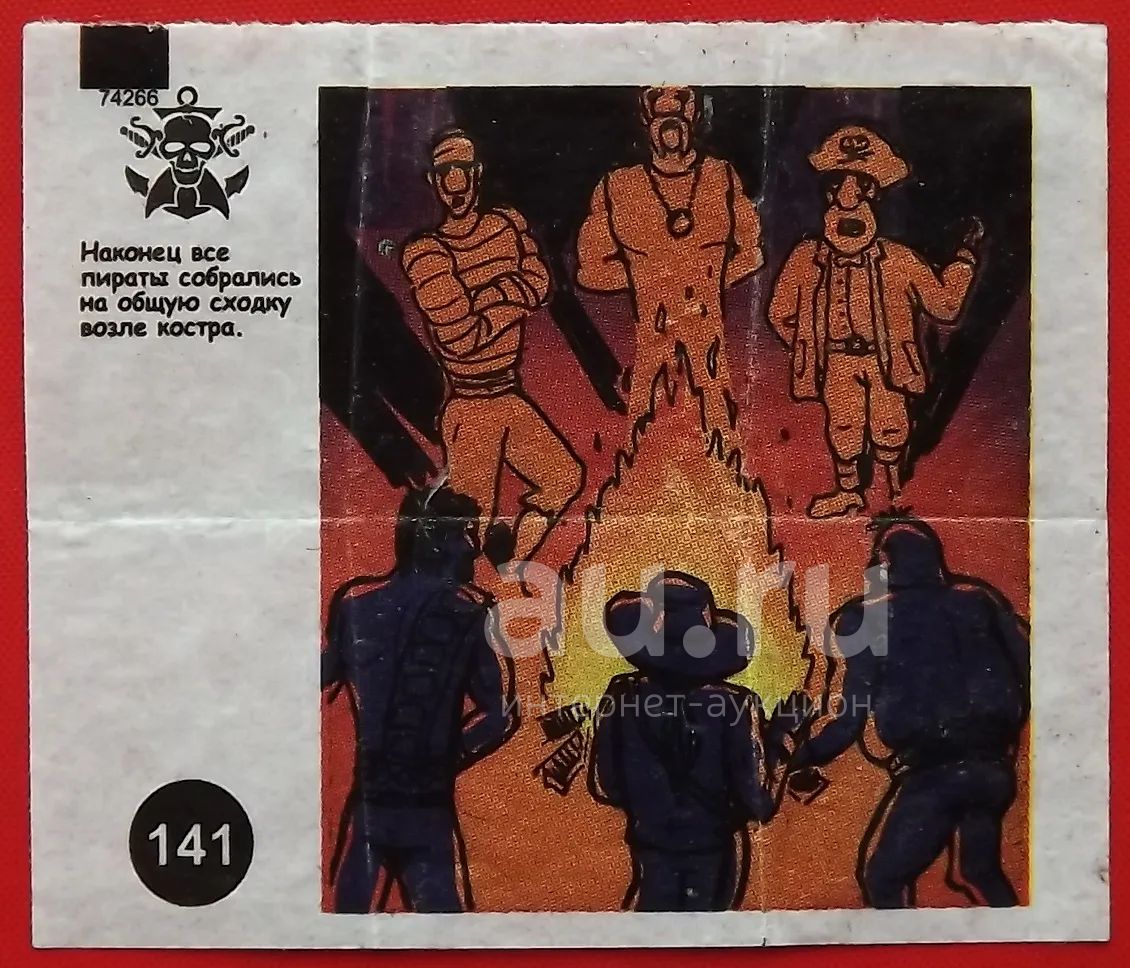 74266
Наконец все
пираты собрались
на общую сходку
возле костра.
141
au.ru
интернет-аукцион